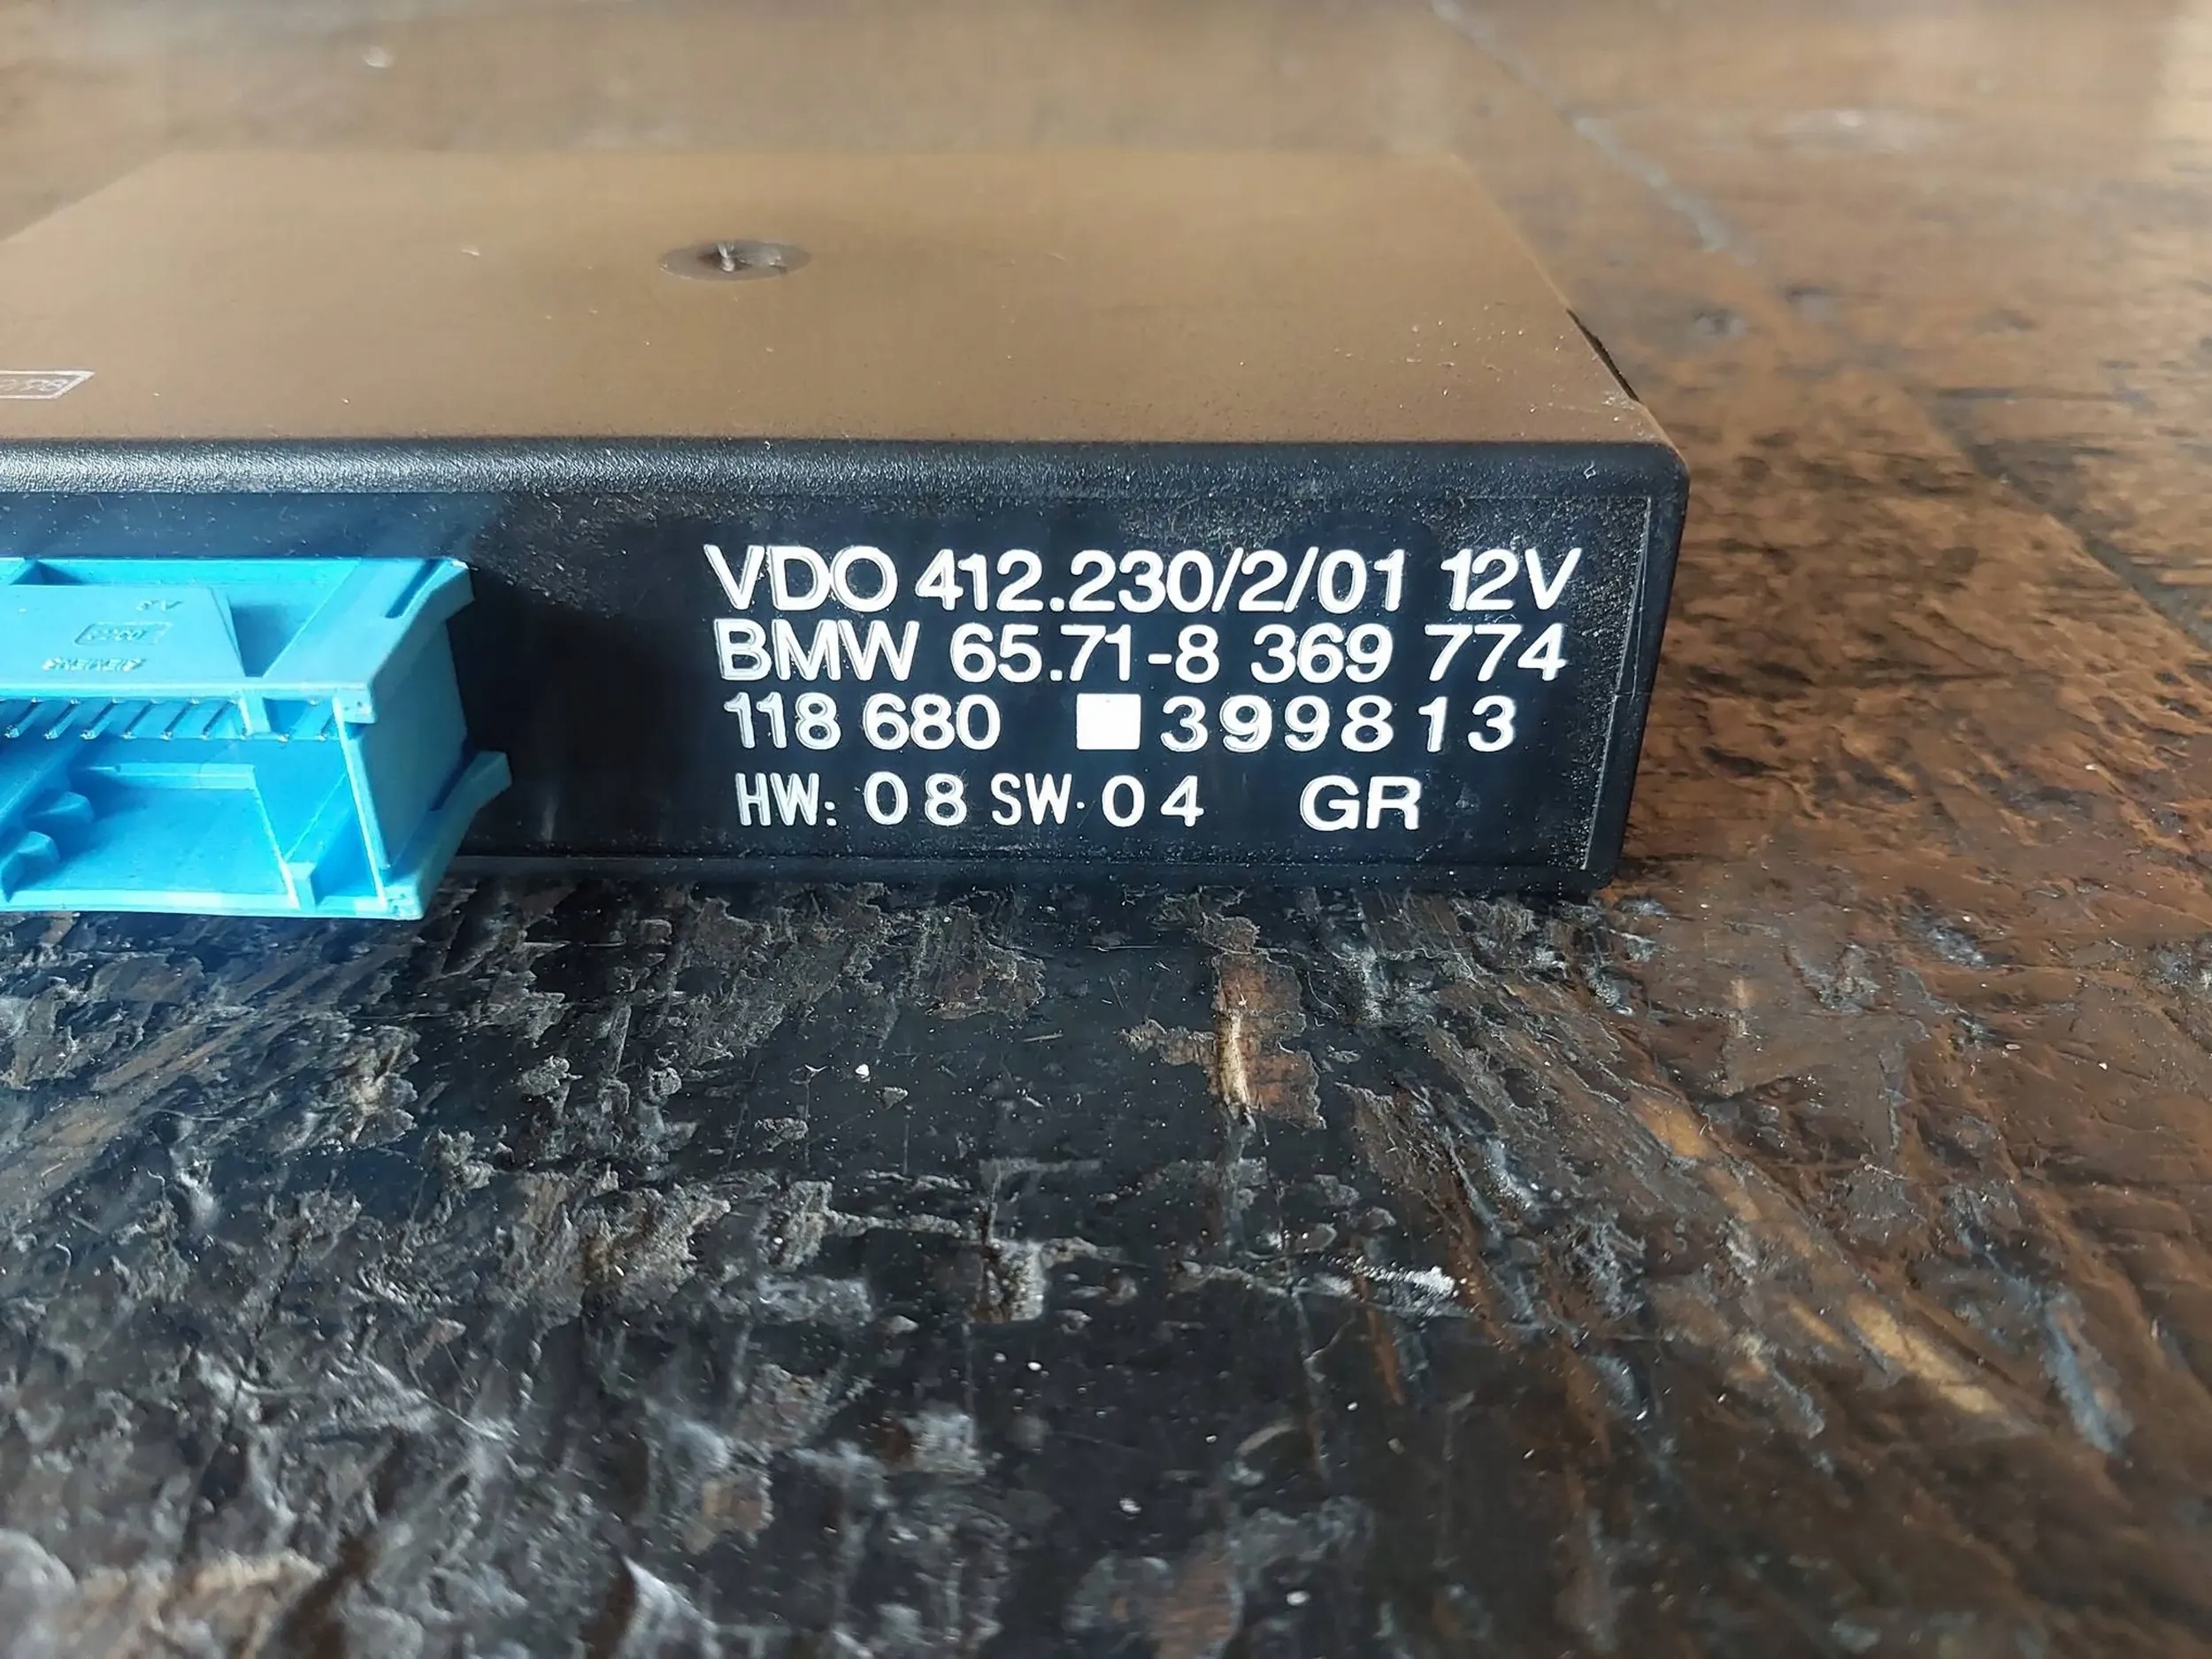 VDO 412.230/2/01 12V
BMW 65.71-8 369 774
118 680 399813
HW: 08 SW· 04 GR
SIEMENS